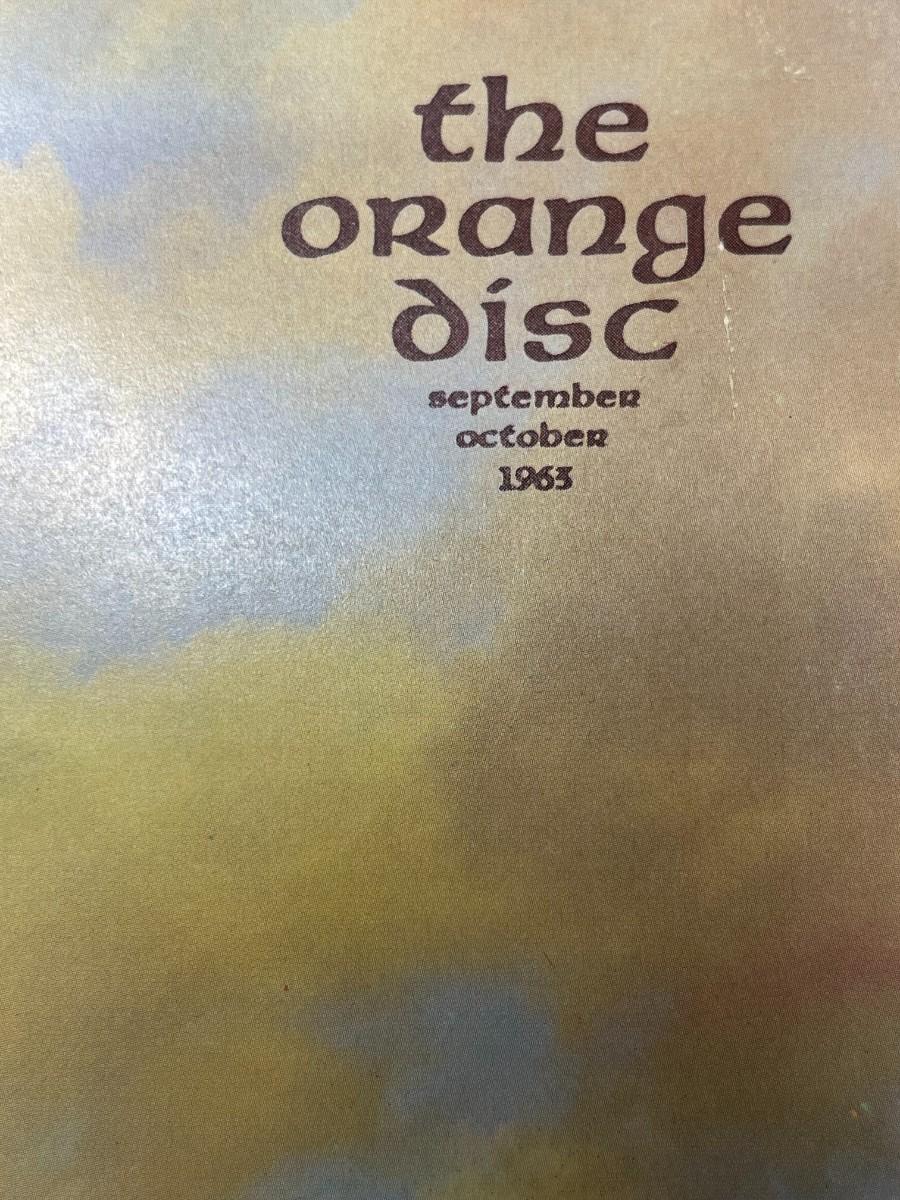 the
orange
disc
september
october
1963